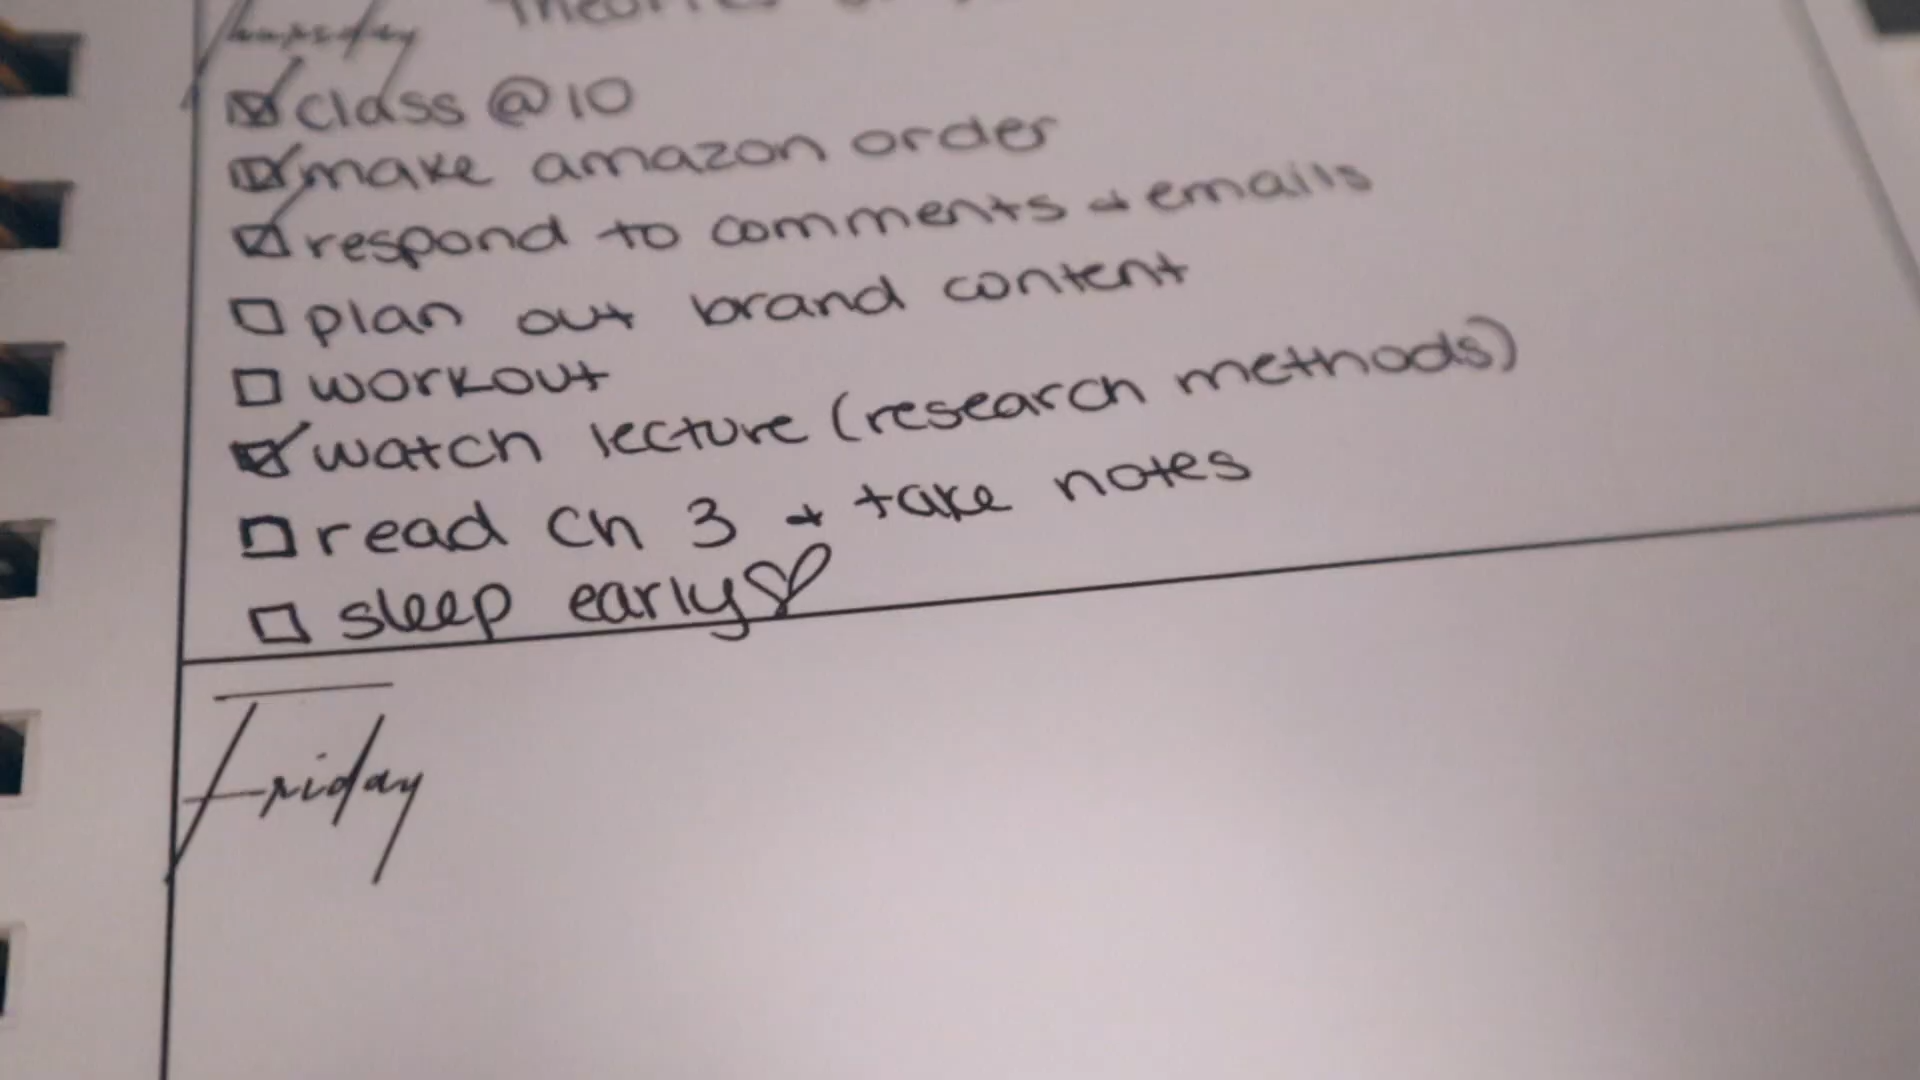 Thursday
class @ 10
make amazon order
respond to comments + emails
plan out brand content
workout
watch lecture (research methods)
read Ch 3 + take notes
sleep early♡
Friday